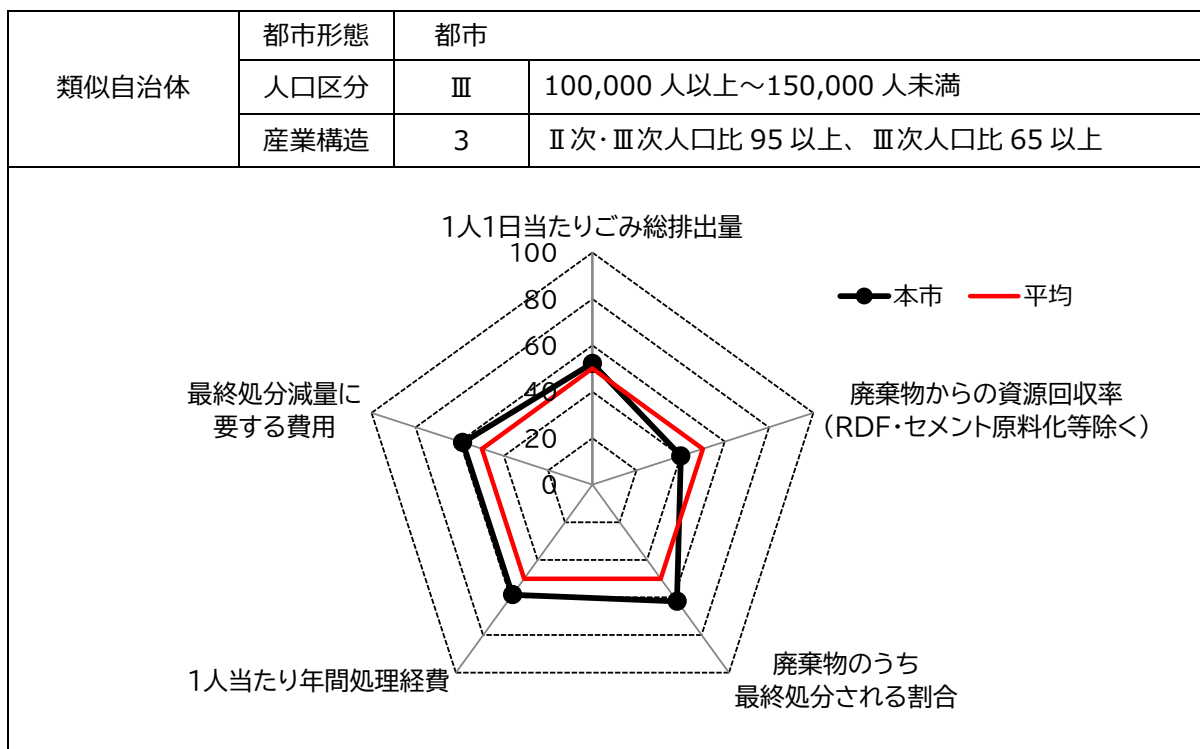 類似自治体
都市形態 都市
人口区分 Ⅲ 100,000 人以上～150,000 人未満
産業構造 3 Ⅱ次・Ⅲ次人口比 95 以上、Ⅲ次人口比 65 以上
1人1日当たりごみ総排出量
100
80
60
40
20
0
本市 平均
最終処分減量に
要する費用
廃棄物からの資源回収率
（RDF・セメント原料化等除く）
1人当たり年間処理経費
廃棄物のうち
最終処分される割合